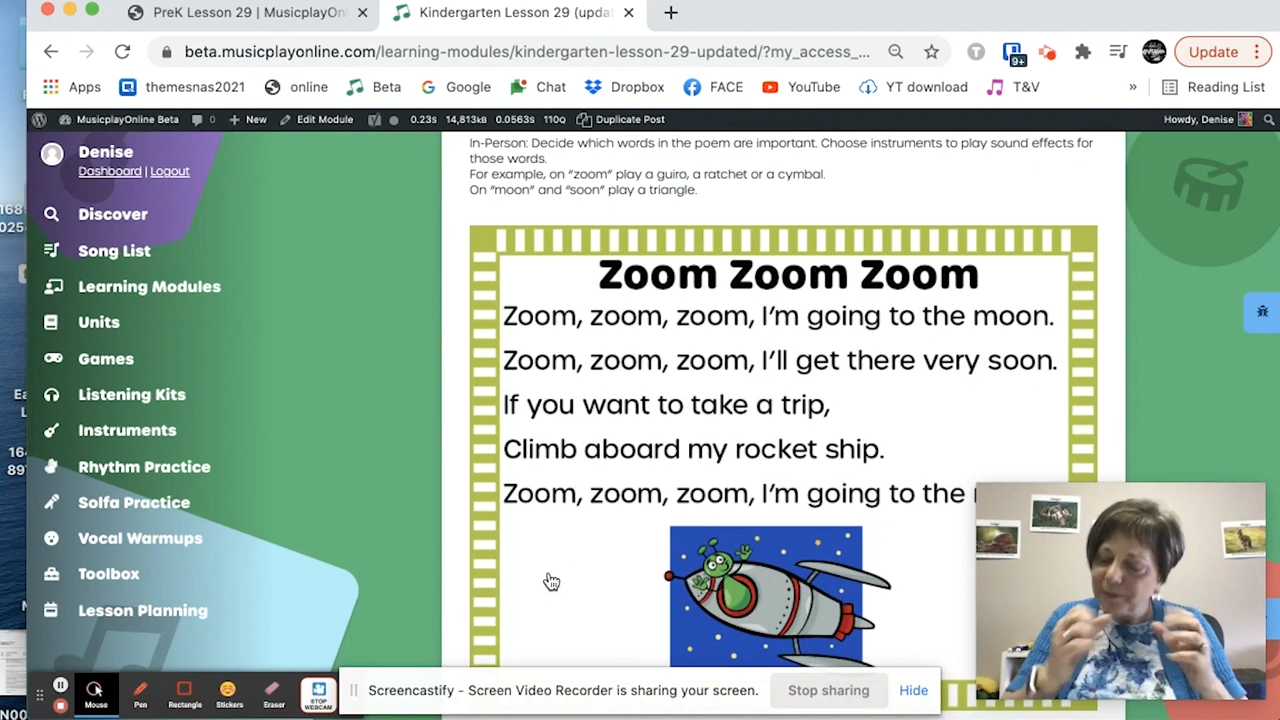 PreK Lesson 29 | MusicplayOnl
Kindergarten Lesson 29 (upda
beta.musicplayonline.com/learning-modules/kindergarten-lesson-29-updated/?my_access_...
T
9+
Update
Apps
themesnas2021
online
Beta
Google
Chat
Dropbox
FACE
YouTube
YT download
T&V
»
Reading List
MusicplayOnline Beta
0
New
Edit Module
0.23s 14,813kB 0.0563s 110Q
Duplicate Post
Howdy, Denise
Denise
Dashboard | Logout
Discover
Song List
Learning Modules
Units
Games
Listening Kits
Instruments
Rhythm Practice
Solfa Practice
Vocal Warmups
Toolbox
Lesson Planning
In-Person: Decide which words in the poem are important. Choose instruments to play sound effects for
those words.
For example, on "zoom" play a guiro, a ratchet or a cymbal.
On "moon" and "soon" play a triangle.
Zoom Zoom Zoom
Zoom, zoom, zoom, I'm going to the moon.
Zoom, zoom, zoom, I'll get there very soon.
If you want to take a trip,
Climb aboard my rocket ship.
Zoom, zoom, zoom, I'm going to the
Mouse
Pen
Rectangle
Stickers
Eraser
STOP
WEBCAM
Screencastify - Screen Video Recorder is sharing your screen.
Stop sharing
Hide